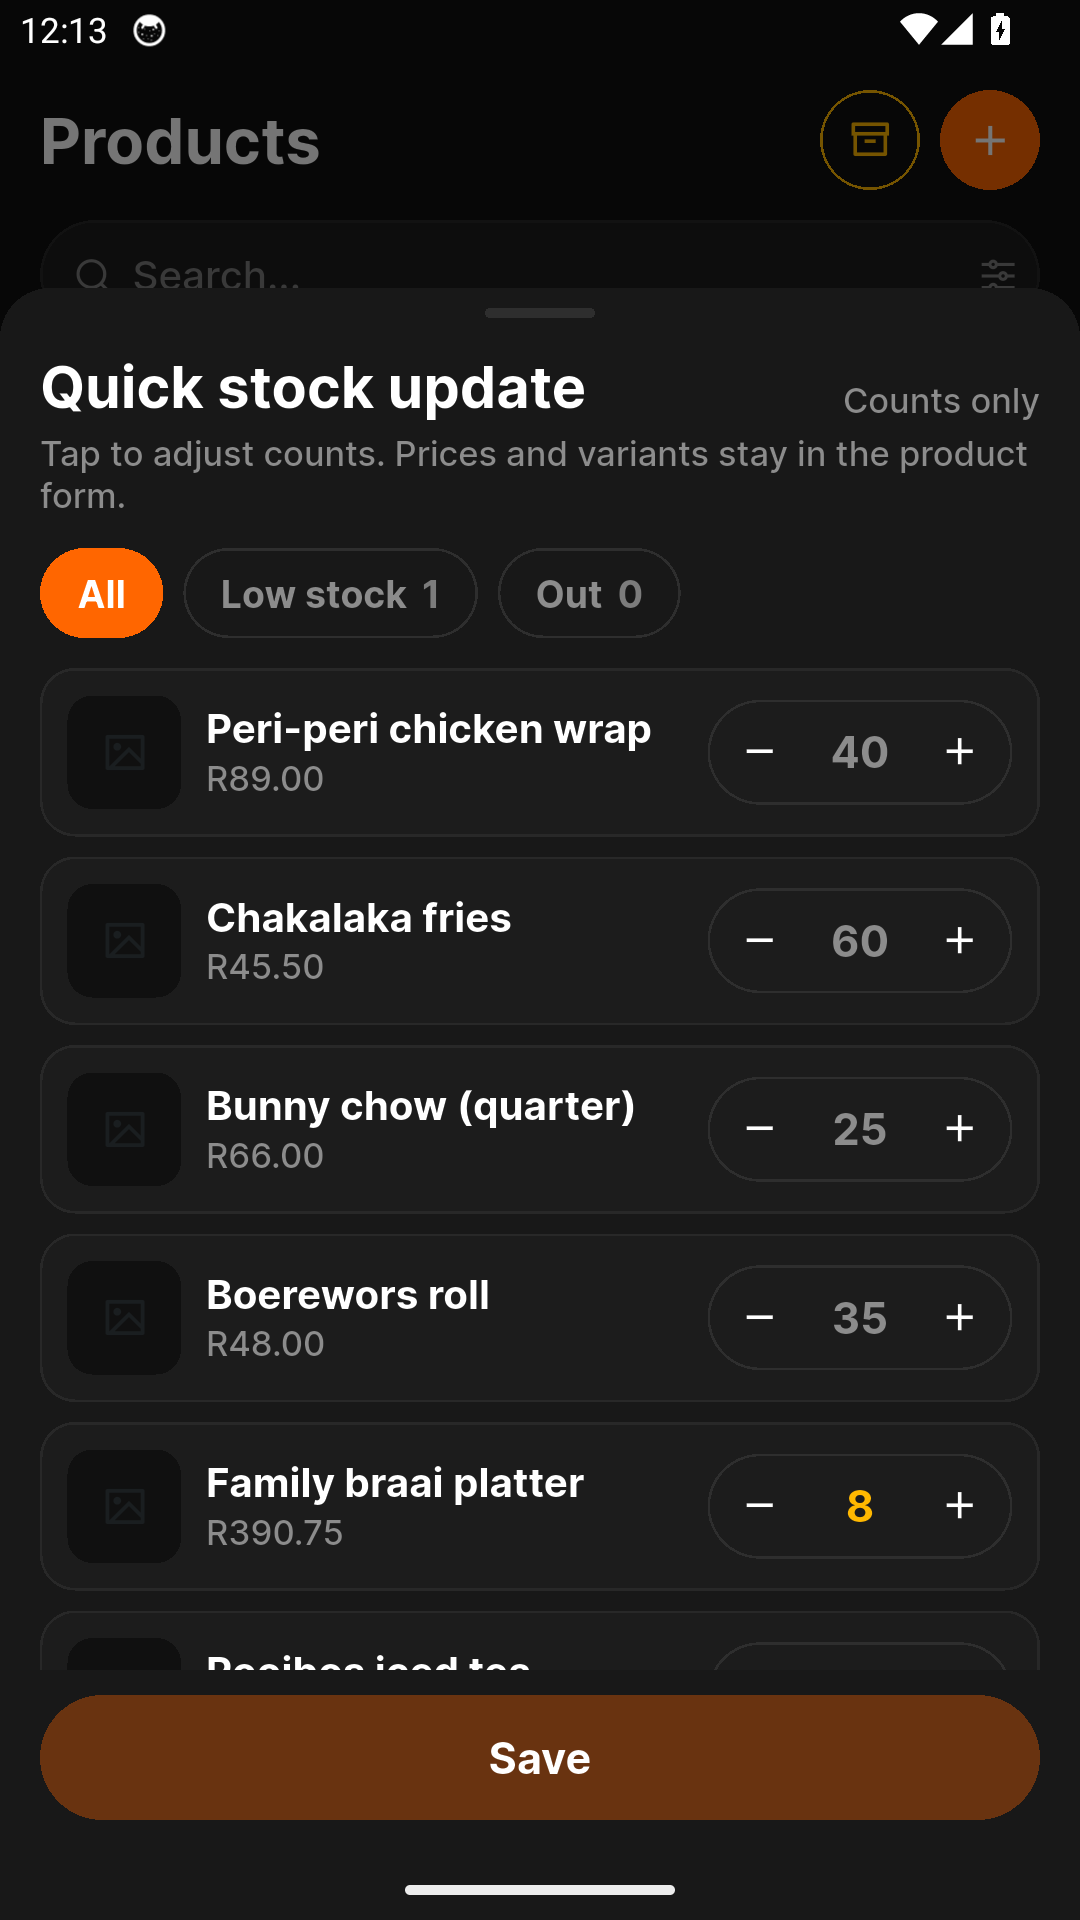 12:13
Products
Search...
Quick stock update
Counts only
Tap to adjust counts. Prices and variants stay in the product
form.
All
Low stock 1
Out 0
Peri-peri chicken wrap
R89.00
40
Chakalaka fries
R45.50
60
Bunny chow (quarter)
R66.00
25
Boerewors roll
R48.00
35
Family braai platter
R390.75
8
Rooibos iced tea
Save